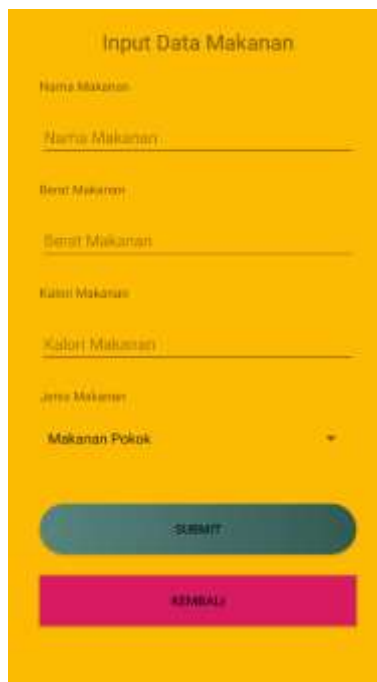 Input Data Makanan
Nama Makanan
Nama Makanan
Berat Makanan
Berat Makanan
Kalori Makanan
Kalori Makanan
Jenis Makanan
Makanan Pokok
SUBMIT
KEMBALI